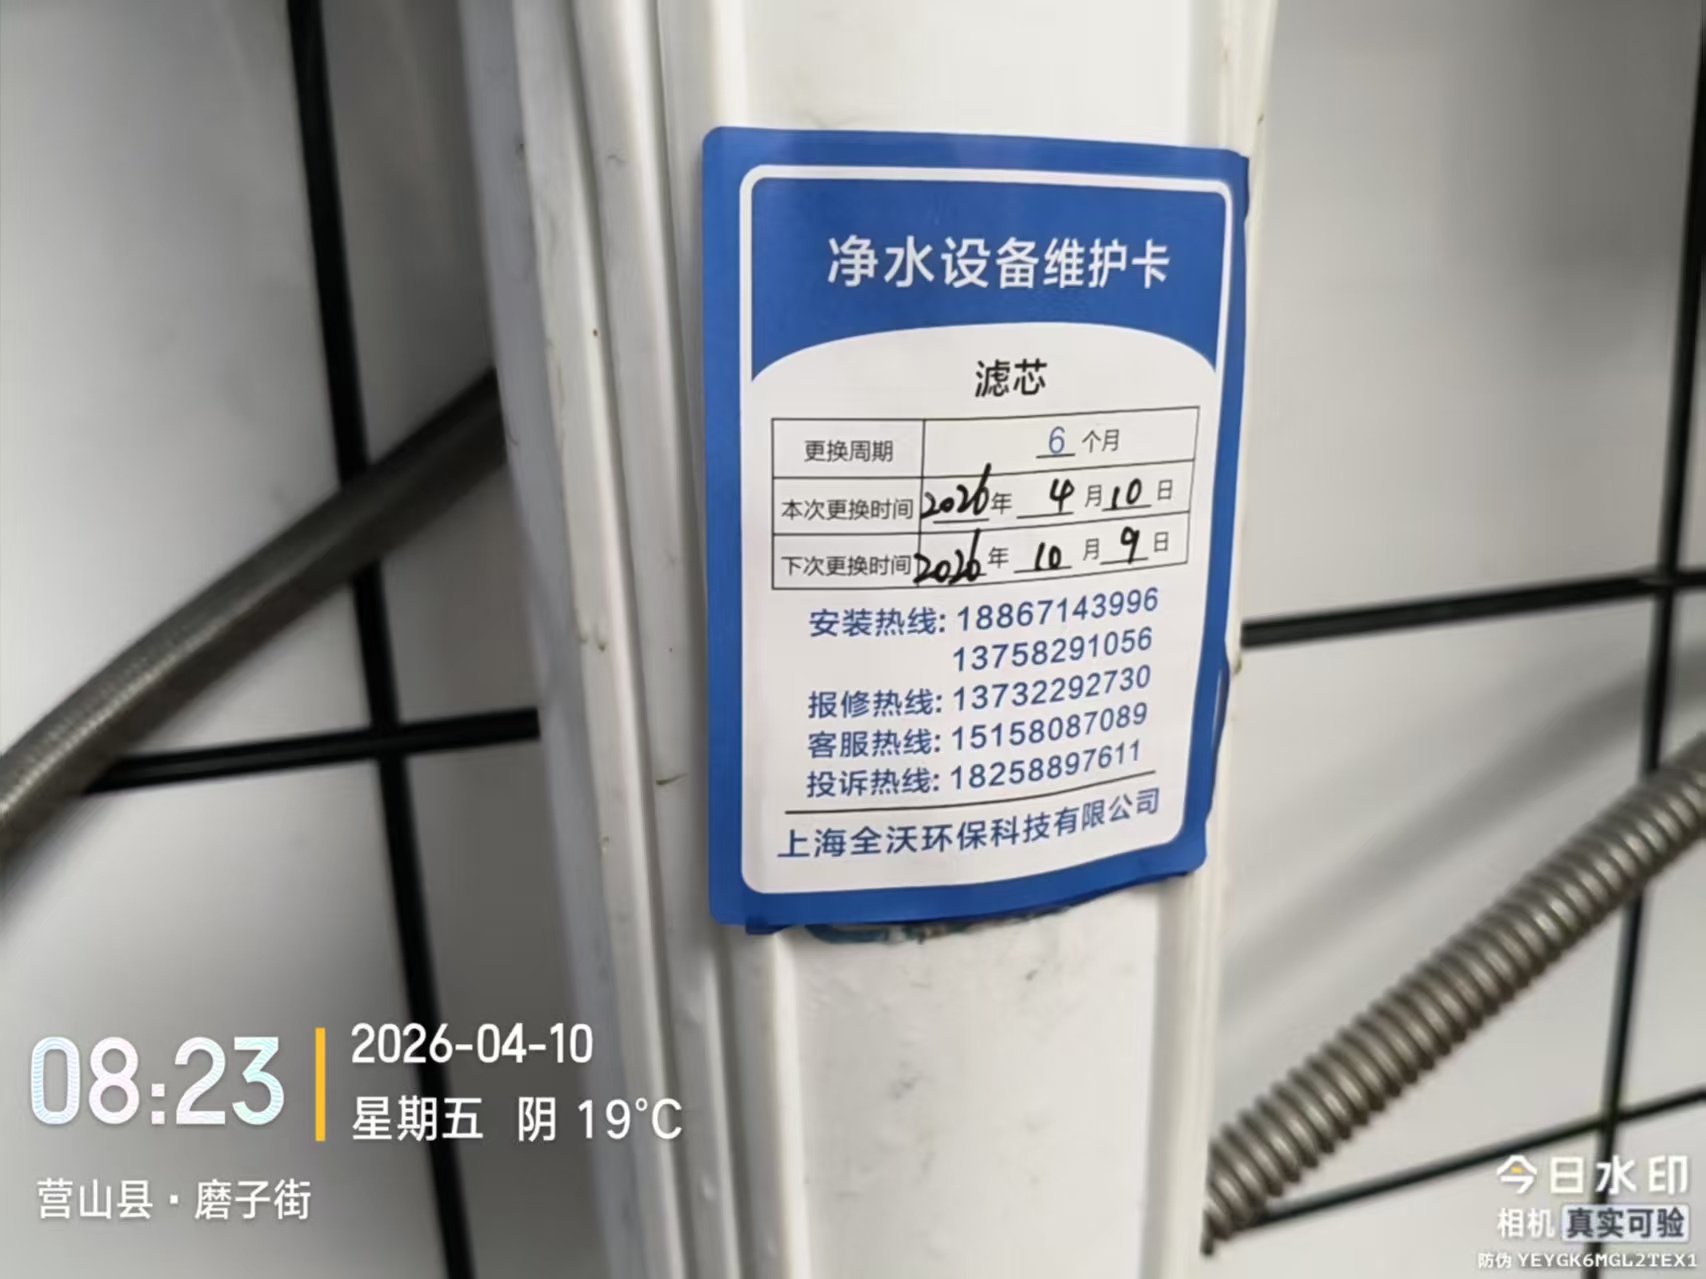 净水设备维护卡
滤芯
更换周期 6 个月
本次更换时间 2026年 4 月 10 日
下次更换时间 2026年 10 月 9 日
安装热线: 18867143996
13758291056
报修热线: 13732292730
客服热线: 15158087089
投诉热线: 18258897611
上海全沃环保科技有限公司
08:23
2026-04-10
星期五 阴 19°C
营山县·磨子街
今日水印
相机 真实可验
防伪 YEYGK6MGL2TEX1